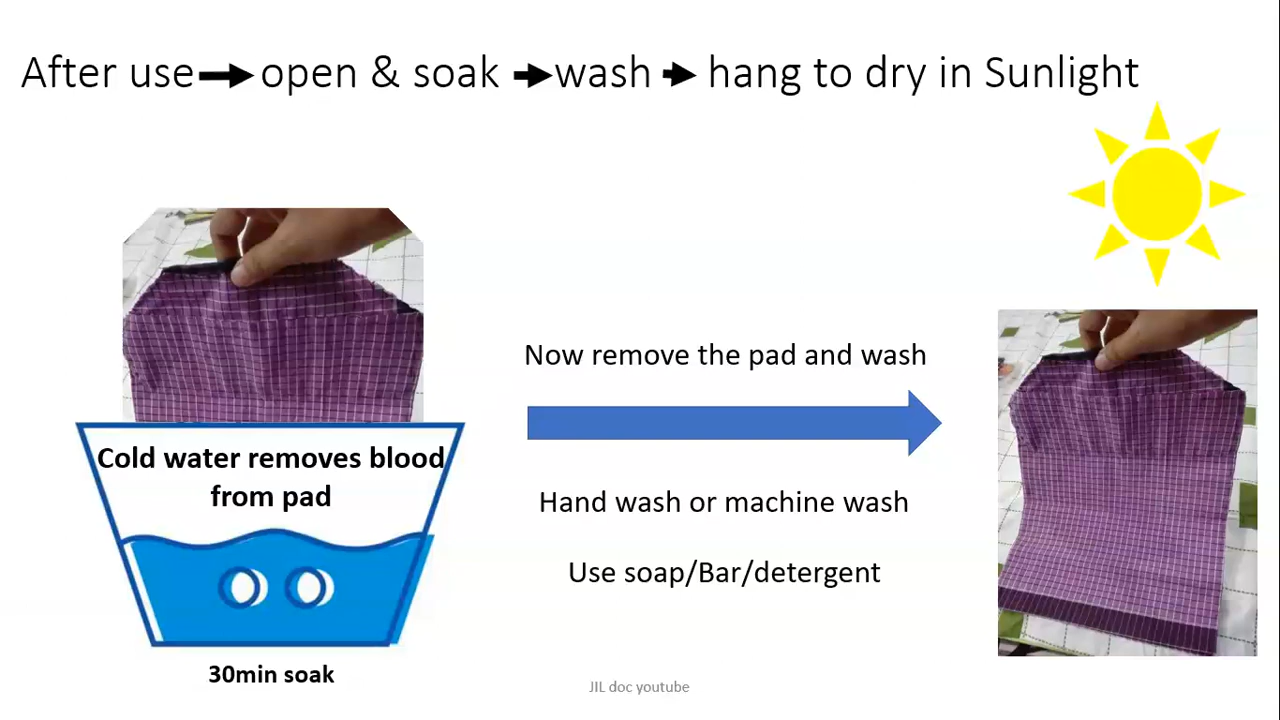 After use open & soak wash hang to dry in Sunlight
Cold water removes blood
from pad
30min soak
Now remove the pad and wash
Hand wash or machine wash
Use soap/Bar/detergent
JIL doc youtube